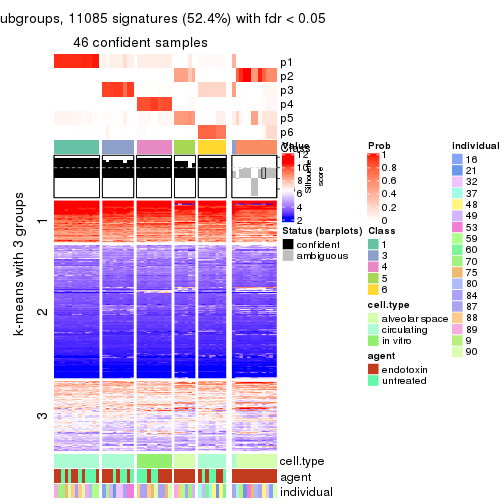 ubgroups, 11085 signatures (52.4%) with fdr < 0.05
46 confident samples
p1
p2
p3
p4
p5
p6
Class
Silhouette
score
k-means with 3 groups
1
2
3
cell.type
agent
individual
Value
12
10
8
6
4
2
Status (barplots)
confident
ambiguous
Prob
1
0.8
0.6
0.4
0.2
0
Class
1
3
4
5
6
cell.type
alveolar space
circulating
in vitro
agent
endotoxin
untreated
individual
16
21
32
37
48
49
53
59
60
70
75
80
84
87
88
89
9
90